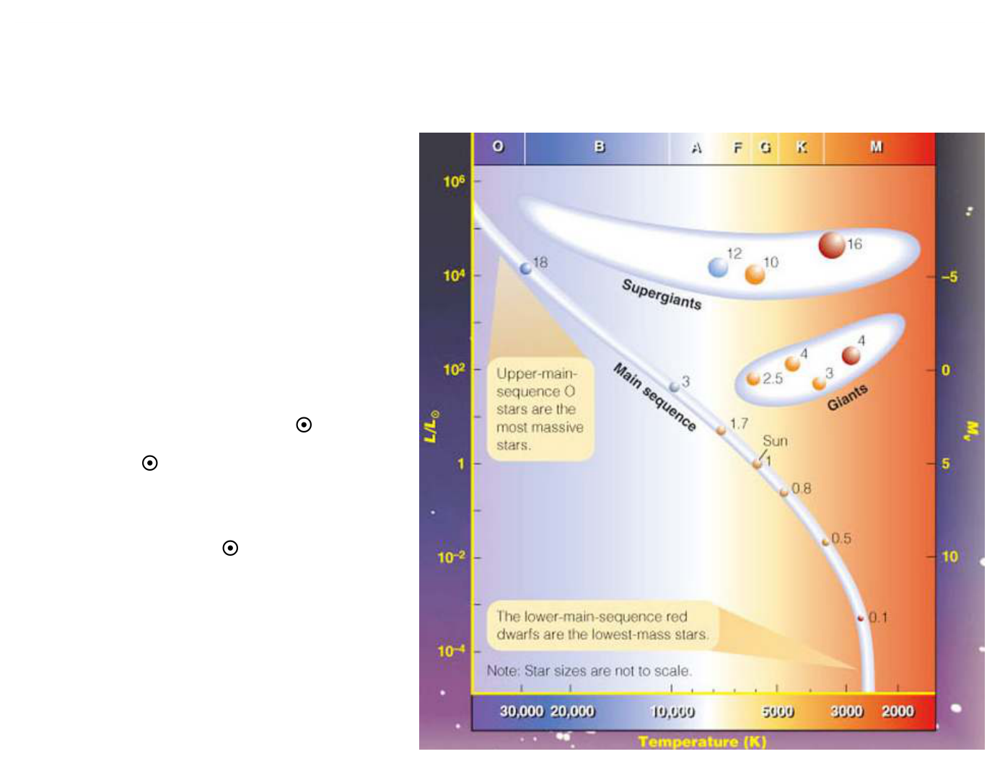 O B A F G K M
10⁶
16
12
10
18
10⁴
–5
Supergiants
4
4
10²
2.5
3
0
Giants
Upper-main-
sequence O
stars are the
most massive
stars.
Main sequence
3
1.7
Sun
L/L☉
Mᵥ
1
1
5
0.8
0.5
10⁻²
10
The lower-main-sequence red
dwarfs are the lowest-mass stars.
0.1
10⁻⁴
Note: Star sizes are not to scale.
30,000 20,000 10,000 5000 3000 2000
Temperature (K)
☉
☉
☉